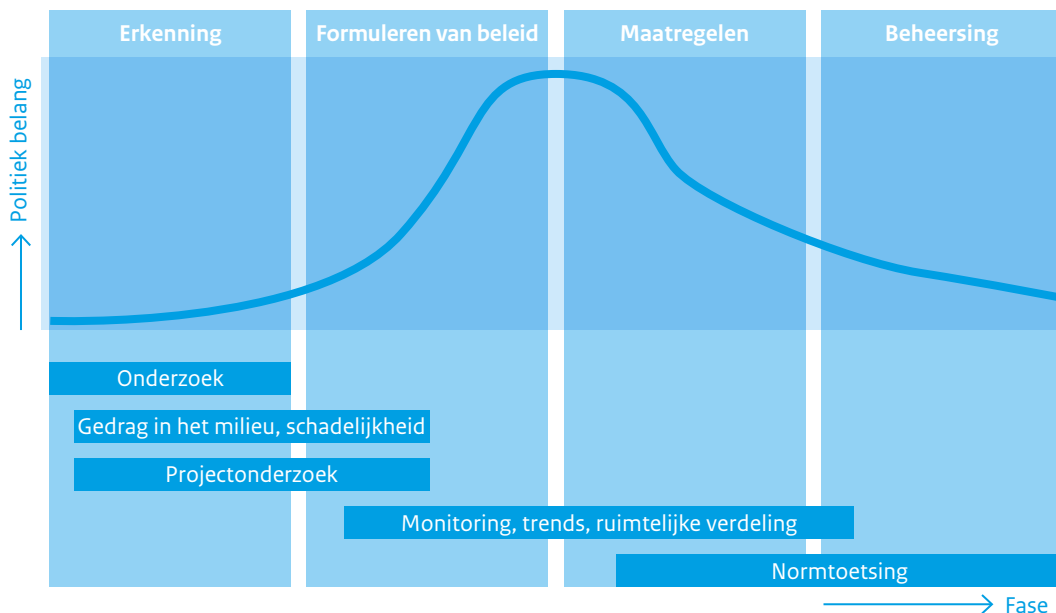 Erkenning
Formuleren van beleid
Maatregelen
Beheersing
Politiek belang
Onderzoek
Gedrag in het milieu, schadelijkheid
Projectonderzoek
Monitoring, trends, ruimtelijke verdeling
Normtoetsing
Fase